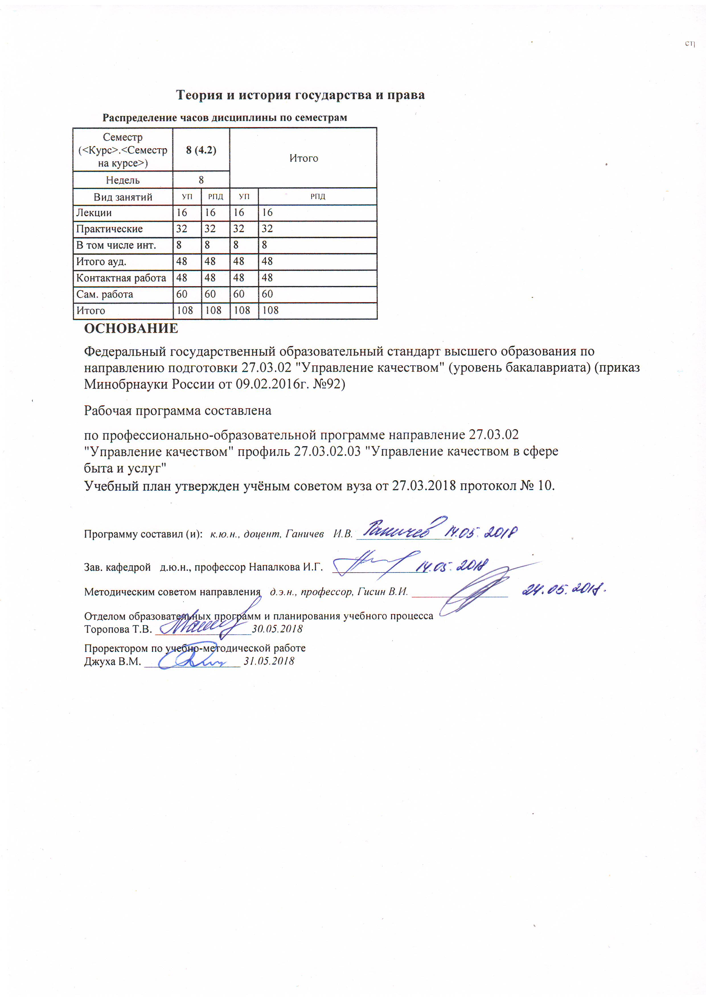 ст
Теория и история государства и права
Распределение часов дисциплины по семестрам
Семестр
(<Курс>.<Семестр
на курсе>)
8 (4.2)
Итого
Недель 8
Вид занятий УП РПД УП РПД
Лекции 16 16 16 16
Практические 32 32 32 32
В том числе инт. 8 8 8 8
Итого ауд. 48 48 48 48
Контактная работа 48 48 48 48
Сам. работа 60 60 60 60
Итого 108 108 108 108
ОСНОВАНИЕ
Федеральный государственный образовательный стандарт высшего образования по
направлению подготовки 27.03.02 "Управление качеством" (уровень бакалавриата) (приказ
Минобрнауки России от 09.02.2016г. №92)
Рабочая программа составлена
по профессионально-образовательной программе направление 27.03.02
"Управление качеством" профиль 27.03.02.03 "Управление качеством в сфере
быта и услуг"
Учебный план утвержден учёным советом вуза от 27.03.2018 протокол № 10.
Программу составил (и): к.ю.н., доцент, Ганичев И.В. Ганичев 14.05. 2018
Зав. кафедрой д.ю.н., профессор Напалкова И.Г. 14.05. 2018
Методическим советом направления д.э.н., профессор, Гисин В.И. 24.05.2018.
Отделом образовательных программ и планирования учебного процесса
Торопова Т.В. 30.05.2018
Проректором по учебно-методической работе
Джуха В.М. 31.05.2018